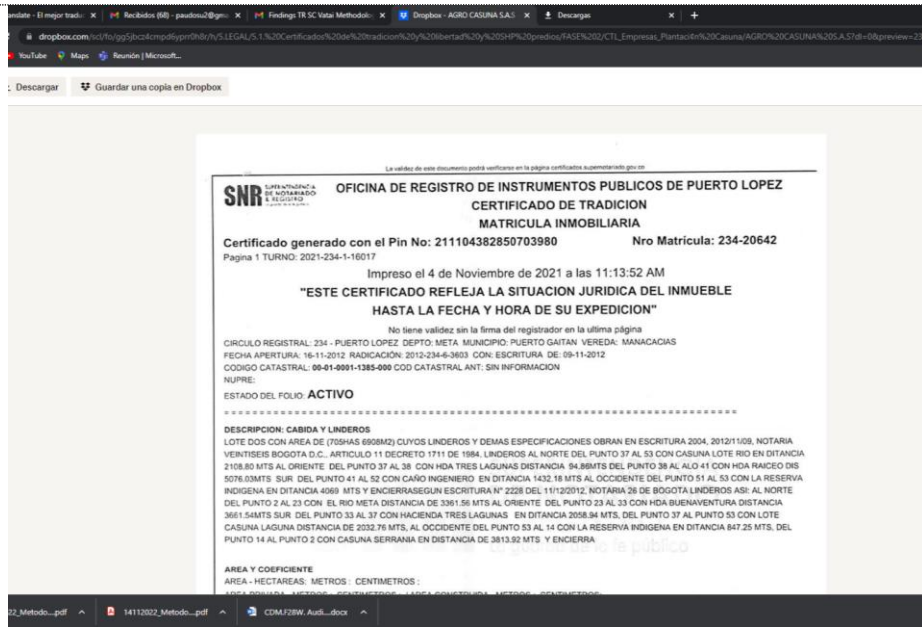 anslate - El mejor tradu
Recibidos (68) - paudosu2@gma
Findings TR SC Vatai Methodolo
Dropbox - AGRO CASUNA S.A.S
Descargas
YouTube
Maps
Reunión | Microsoft...
Descargar
Guardar una copia en Dropbox
La validez de este documento podrá verificarse en la página certificados.supernotariado.gov.co
SNR SUPERINTENDENCIA DE NOTARIADO & REGISTRO
OFICINA DE REGISTRO DE INSTRUMENTOS PUBLICOS DE PUERTO LOPEZ
CERTIFICADO DE TRADICION
MATRICULA INMOBILIARIA
Certificado generado con el Pin No: 211104382850703980
Nro Matrícula: 234-20642
Pagina 1 TURNO: 2021-234-1-16017
Impreso el 4 de Noviembre de 2021 a las 11:13:52 AM
"ESTE CERTIFICADO REFLEJA LA SITUACION JURIDICA DEL INMUEBLE
HASTA LA FECHA Y HORA DE SU EXPEDICION"
No tiene validez sin la firma del registrador en la ultima página
CIRCULO REGISTRAL: 234 - PUERTO LOPEZ DEPTO: META MUNICIPIO: PUERTO GAITAN VEREDA: MANACACIAS
FECHA APERTURA: 16-11-2012 RADICACIÓN: 2012-234-6-3603 CON: ESCRITURA DE: 09-11-2012
CODIGO CATASTRAL: 00-01-0001-1385-000 COD CATASTRAL ANT: SIN INFORMACION
NUPRE:
ESTADO DEL FOLIO: ACTIVO
DESCRIPCION: CABIDA Y LINDEROS
LOTE DOS CON AREA DE (705HAS 6908M2) CUYOS LINDEROS Y DEMAS ESPECIFICACIONES OBRAN EN ESCRITURA 2004, 2012/11/09, NOTARIA
VEINTISEIS BOGOTA D.C., ARTICULO 11 DECRETO 1711 DE 1984, LINDEROS AL NORTE DEL PUNTO 37 AL 53 CON CASUNA LOTE RIO EN DITANCIA
2108.80 MTS AL ORIENTE DEL PUNTO 37 AL 38 CON HDA TRES LAGUNAS DISTANCIA 94.86MTS DEL PUNTO 38 AL ALO 41 CON HDA RAICEO DIS
5076.03MTS SUR DEL PUNTO 41 AL 52 CON CAÑO INGENIERO EN DITANCIA 1432.18 MTS AL OCCIDENTE DEL PUNTO 51 AL 53 CON LA RESERVA
INDIGENA EN DITANCIA 4069 MTS Y ENCIERRASEGUN ESCRITURA N° 2228 DEL 11/12/2012, NOTARIA 26 DE BOGOTA LINDEROS ASI: AL NORTE
DEL PUNTO 2 AL 23 CON EL RIO META DISTANCIA DE 3361.56 MTS AL ORIENTE DEL PUNTO 23 AL 33 CON HDA BUENAVENTURA DISTANCIA
3661.54MTS SUR DEL PUNTO 33 AL 37 CON HACIENDA TRES LAGUNAS EN DITANCIA 2058.94 MTS, DEL PUNTO 37 AL PUNTO 53 CON LOTE
CASUNA LAGUNA DISTANCIA DE 2032.76 MTS, AL OCCIDENTE DEL PUNTO 53 AL 14 CON LA RESERVA INDIGENA EN DITANCIA 847.25 MTS, DEL
PUNTO 14 AL PUNTO 2 CON CASUNA SERRANIA EN DISTANCIA DE 3813.92 MTS Y ENCIERRA
AREA Y COEFICIENTE
AREA - HECTAREAS: METROS : CENTIMETROS :
22_Metodo....pdf
14112022_Metodo....pdf
CDM.F28W. Audi....docx